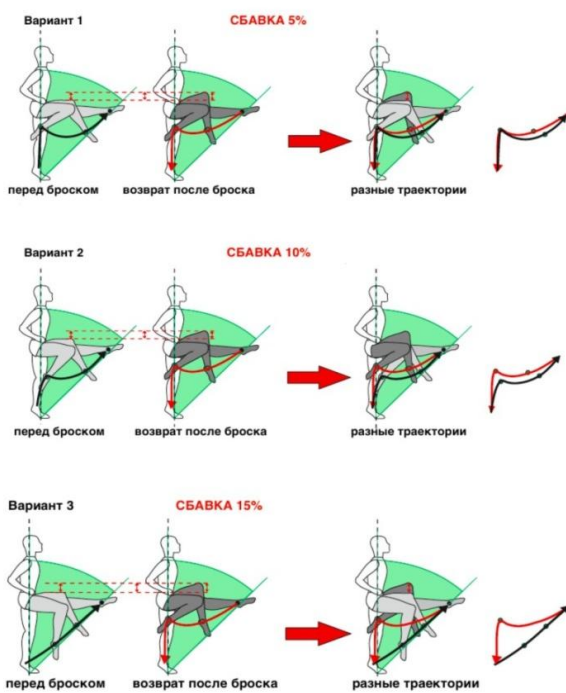 Вариант 1 СБАВКА 5%
перед броском возврат после броска разные траектории
Вариант 2 СБАВКА 10%
перед броском возврат после броска разные траектории
Вариант 3 СБАВКА 15%
перед броском возврат после броска разные траектории